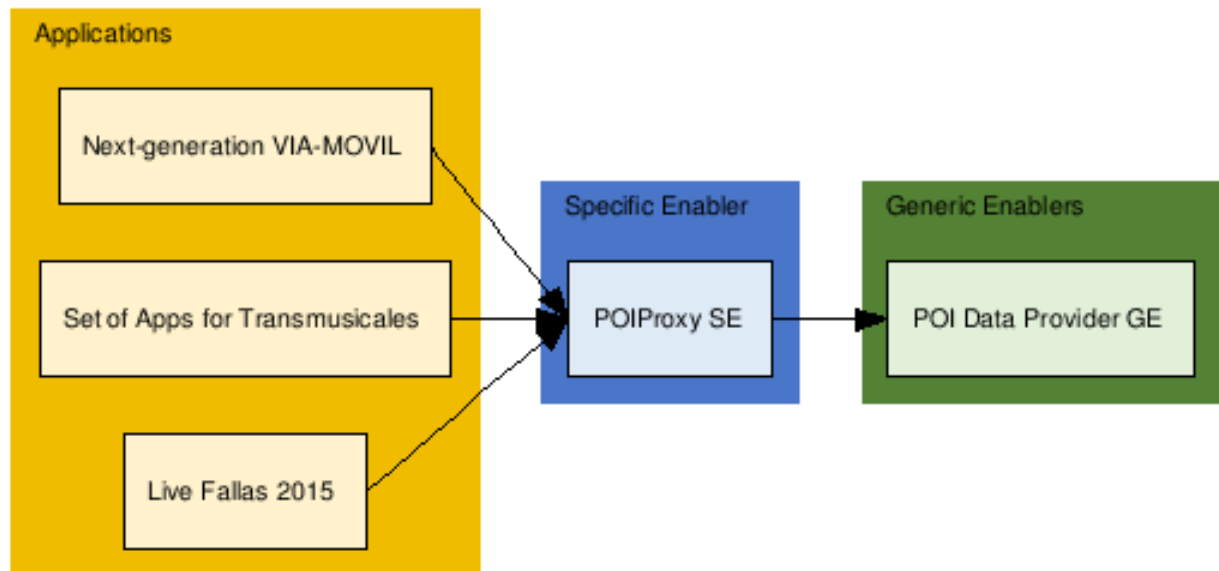 Applications
Next-generation VIA-MOVIL
Set of Apps for Transmusicales
Live Fallas 2015
Specific Enabler
POIProxy SE
Generic Enablers
POI Data Provider GE